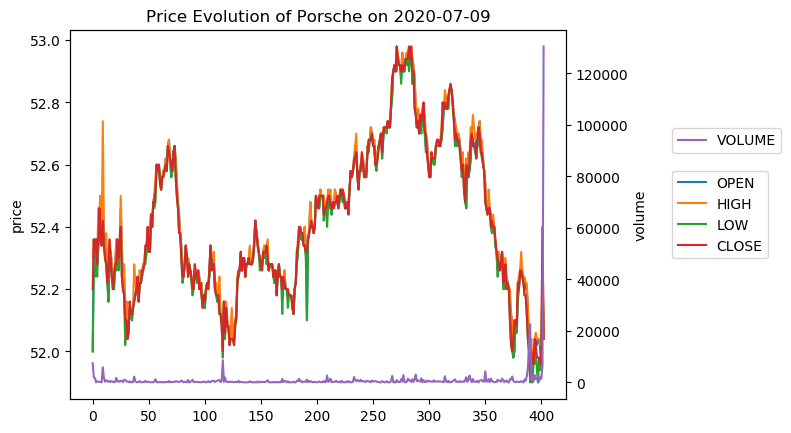 Price Evolution of Porsche on 2020-07-09
53.0
52.8
52.6
52.4
52.2
52.0
price
0
50
100
150
200
250
300
350
400
120000
100000
80000
60000
40000
20000
0
volume
VOLUME
OPEN
HIGH
LOW
CLOSE